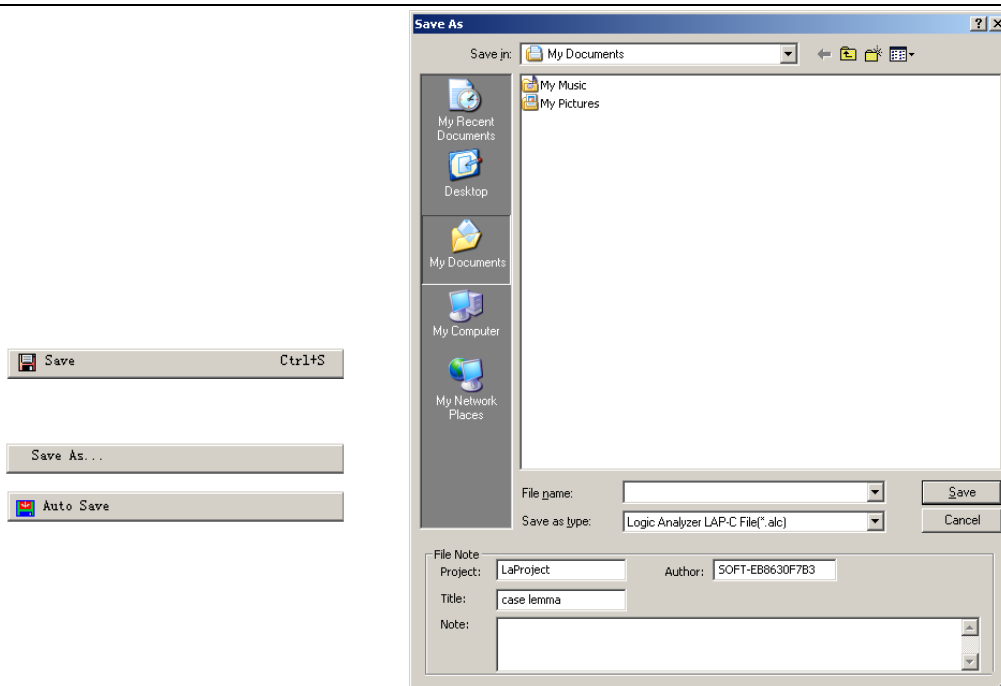 Save Ctrl+S
Save As...
Auto Save
Save As
Save in: My Documents
My Recent
Documents
Desktop
My Documents
My Computer
My Network
Places
My Music
My Pictures
File name:
Save
Save as type: Logic Analyzer LAP-C File(*.alc)
Cancel
File Note
Project: LaProject Author: SOFT-EB8630F7B3
Title: case lemma
Note: